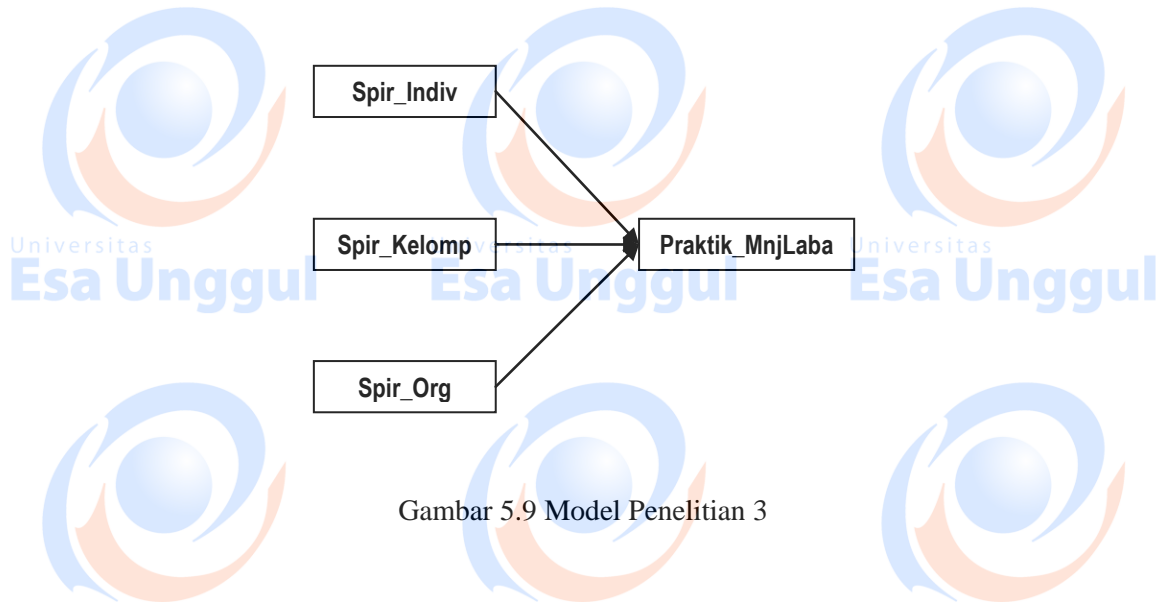 Spir_Indiv
Spir_Kelomp
Praktik_MnjLaba
Spir_Org
Universitas
Esa Unggul
Universitas
Esa Unggul
Universitas
Esa Unggul
Gambar 5.9 Model Penelitian 3